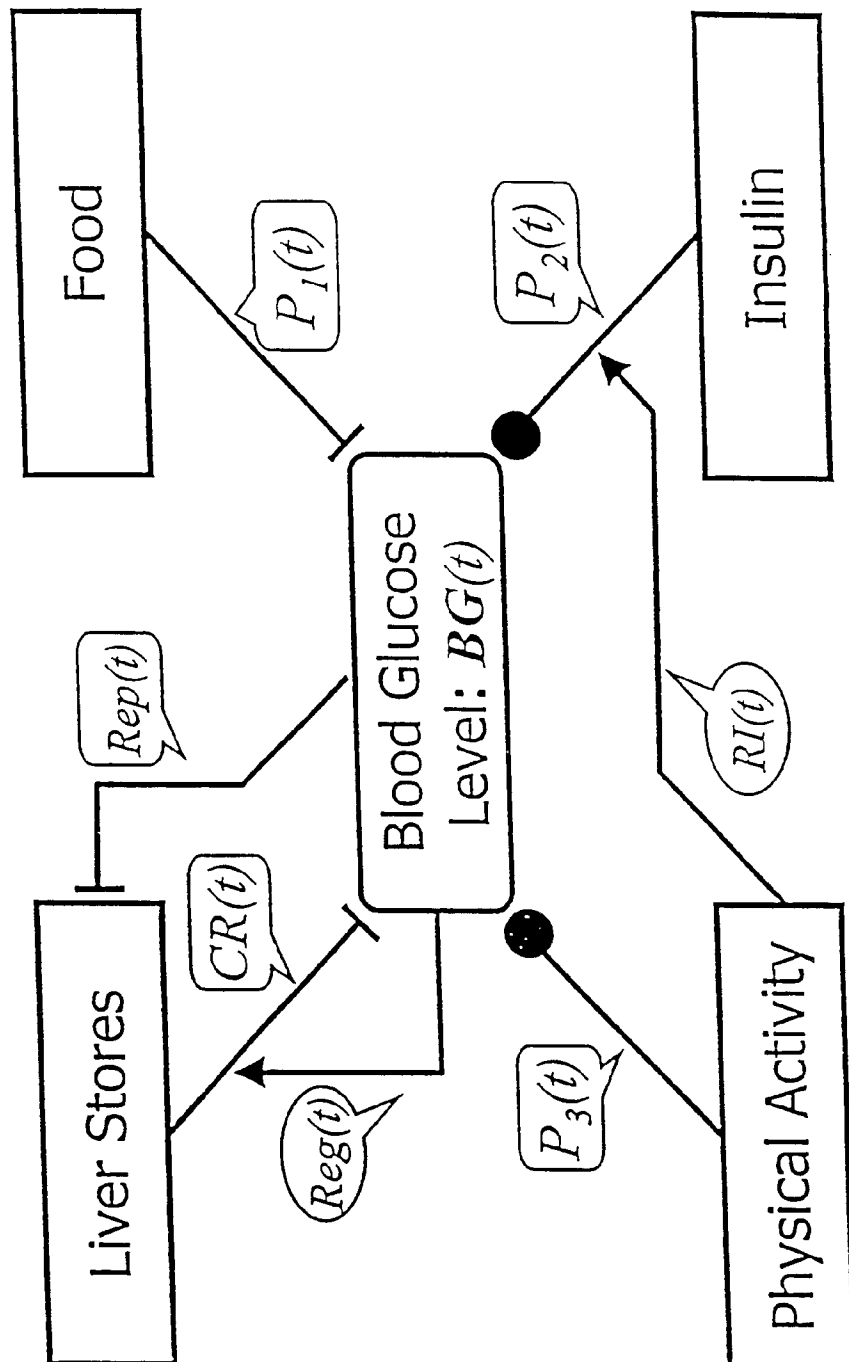 Liver Stores
Food
Rep(t)
CR(t)
P₁(t)
Reg(t)
Blood Glucose
Level: BG(t)
P₃(t)
P₂(t)
RI(t)
Physical Activity
Insulin